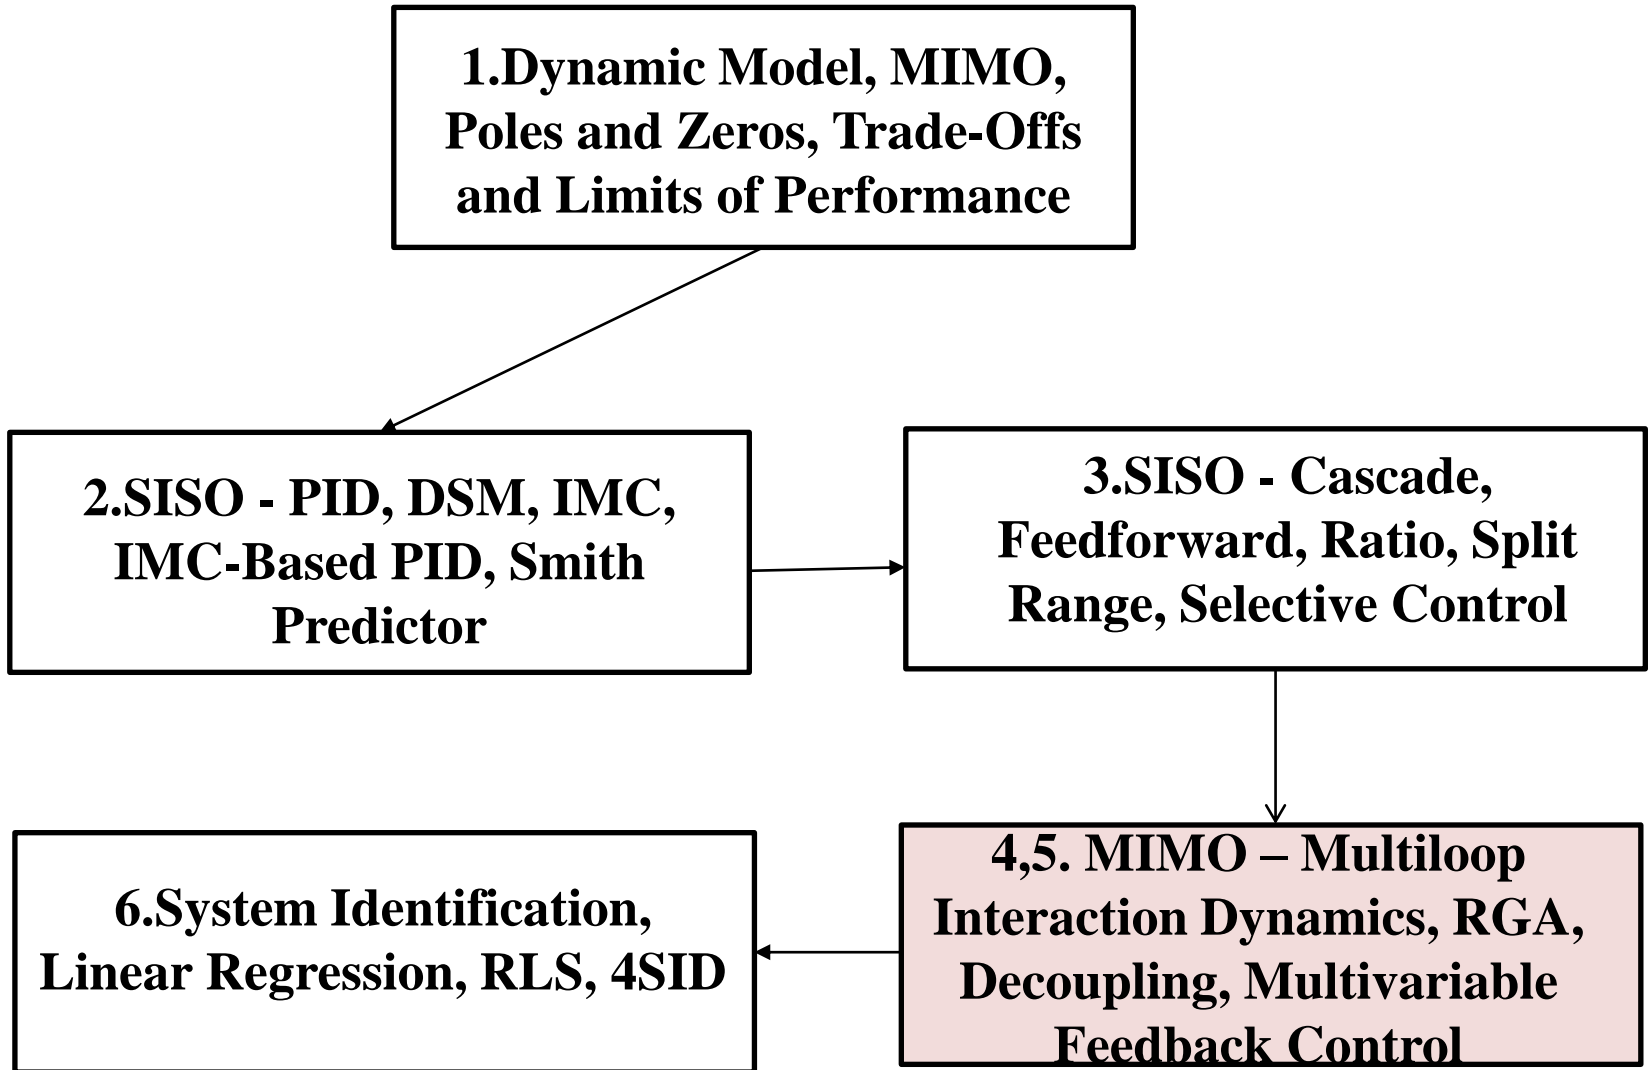 1.Dynamic Model, MIMO,
Poles and Zeros, Trade-Offs
and Limits of Performance
2.SISO - PID, DSM, IMC,
IMC-Based PID, Smith
Predictor
3.SISO - Cascade,
Feedforward, Ratio, Split
Range, Selective Control
4,5. MIMO – Multiloop
Interaction Dynamics, RGA,
Decoupling, Multivariable
Feedback Control
6.System Identification,
Linear Regression, RLS, 4SID